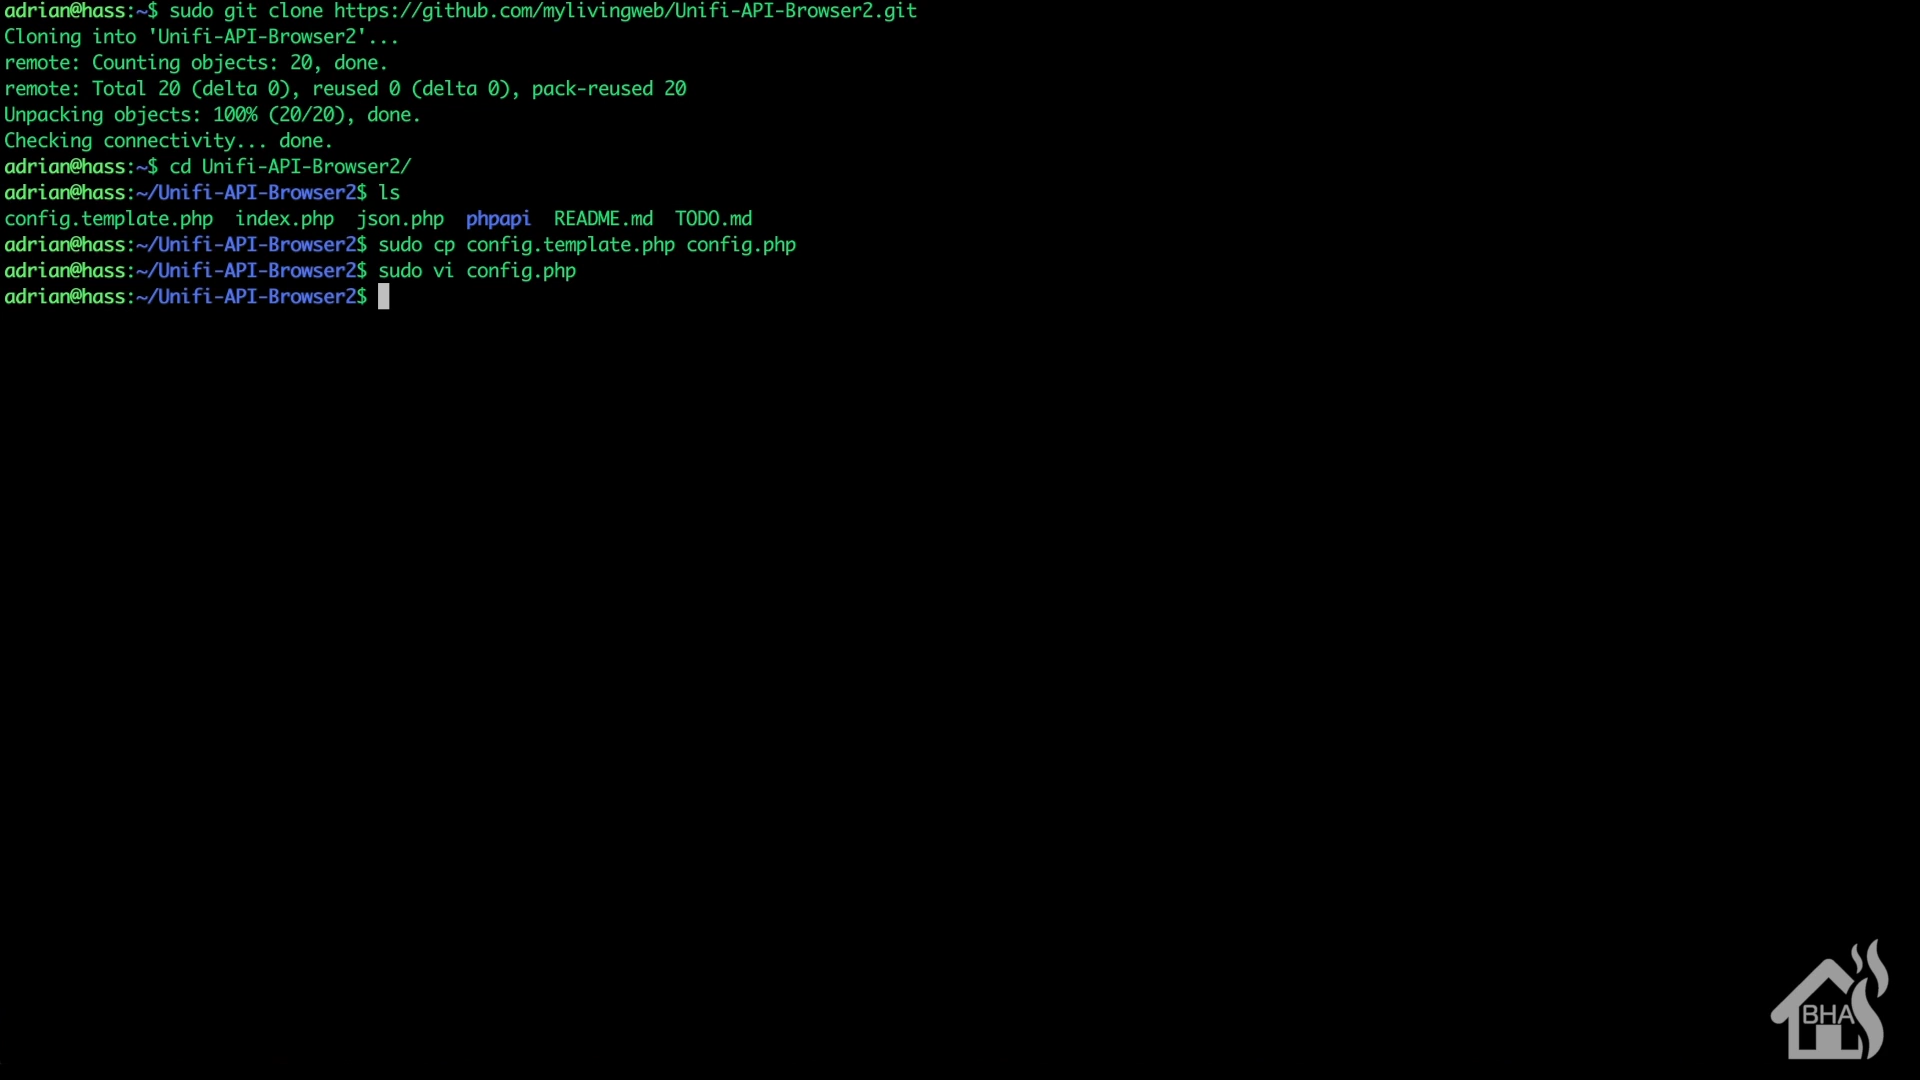 adrian@hass:~$ sudo git clone https://github.com/mylivingweb/Unifi-API-Browser2.git
Cloning into 'Unifi-API-Browser2'...
remote: Counting objects: 20, done.
remote: Total 20 (delta 0), reused 0 (delta 0), pack-reused 20
Unpacking objects: 100% (20/20), done.
Checking connectivity... done.
adrian@hass:~$ cd Unifi-API-Browser2/
adrian@hass:~/Unifi-API-Browser2$ ls
config.template.php  index.php  json.php  phpapi  README.md  TODO.md
adrian@hass:~/Unifi-API-Browser2$ sudo cp config.template.php config.php
adrian@hass:~/Unifi-API-Browser2$ sudo vi config.php
adrian@hass:~/Unifi-API-Browser2$
BHA